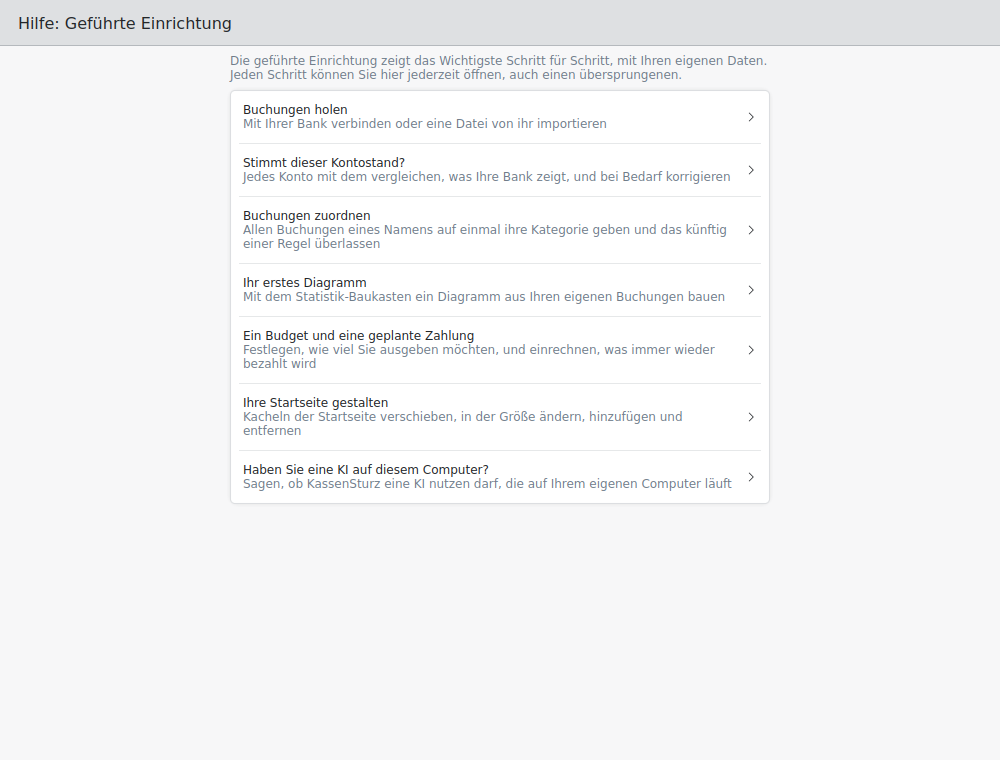 Hilfe: Geführte Einrichtung
Die geführte Einrichtung zeigt das Wichtigste Schritt für Schritt, mit Ihren eigenen Daten.
Jeden Schritt können Sie hier jederzeit öffnen, auch einen übersprungenen.
Buchungen holen
Mit Ihrer Bank verbinden oder eine Datei von ihr importieren
Stimmt dieser Kontostand?
Jedes Konto mit dem vergleichen, was Ihre Bank zeigt, und bei Bedarf korrigieren
Buchungen zuordnen
Allen Buchungen eines Namens auf einmal ihre Kategorie geben und das künftig
einer Regel überlassen
Ihr erstes Diagramm
Mit dem Statistik-Baukasten ein Diagramm aus Ihren eigenen Buchungen bauen
Ein Budget und eine geplante Zahlung
Festlegen, wie viel Sie ausgeben möchten, und einrechnen, was immer wieder
bezahlt wird
Ihre Startseite gestalten
Kacheln der Startseite verschieben, in der Größe ändern, hinzufügen und
entfernen
Haben Sie eine KI auf diesem Computer?
Sagen, ob KassenSturz eine KI nutzen darf, die auf Ihrem eigenen Computer läuft